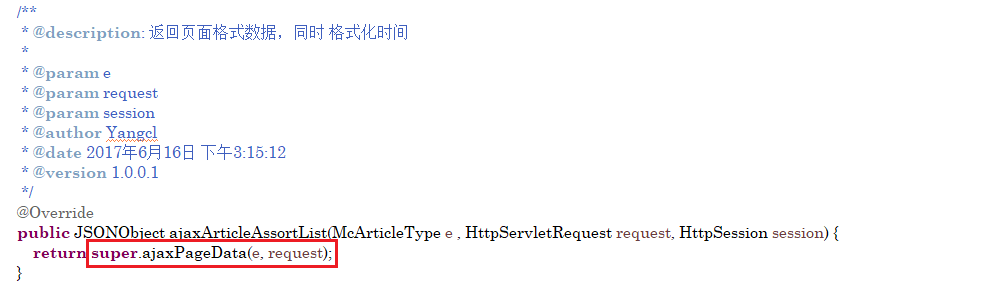 /**
* @description: 返回页面格式数据，同时 格式化时间
*
* @param e
* @param request
* @param session
* @author Yangcl
* @date 2017年6月16日 下午3:15:12
* @version 1.0.0.1
*/
@Override
public JSONObject ajaxArticleAssortList(McArticleType e , HttpServletRequest request, HttpSession session) {
return super.ajaxPageData(e, request);
}